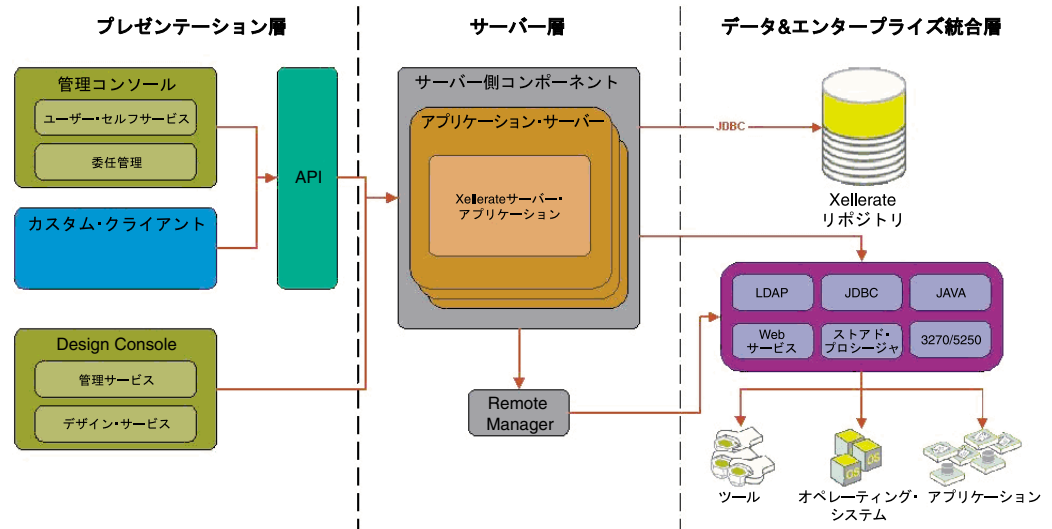 プレゼンテーション層
サーバー層
データ&エンタープライズ統合層
管理コンソール
ユーザー・セルフサービス
委任管理
カスタム・クライアント
API
Design Console
管理サービス
デザイン・サービス
サーバー側コンポーネント
アプリケーション・サーバー
Xellerateサーバー・
アプリケーション
Remote
Manager
JDBC
Xellerate
リポジトリ
LDAP
JDBC
JAVA
Web
サービス
ストアド・
プロシージャ
3270/5250
ツール
OS
OS
オペレーティング・
システム
アプリケーション